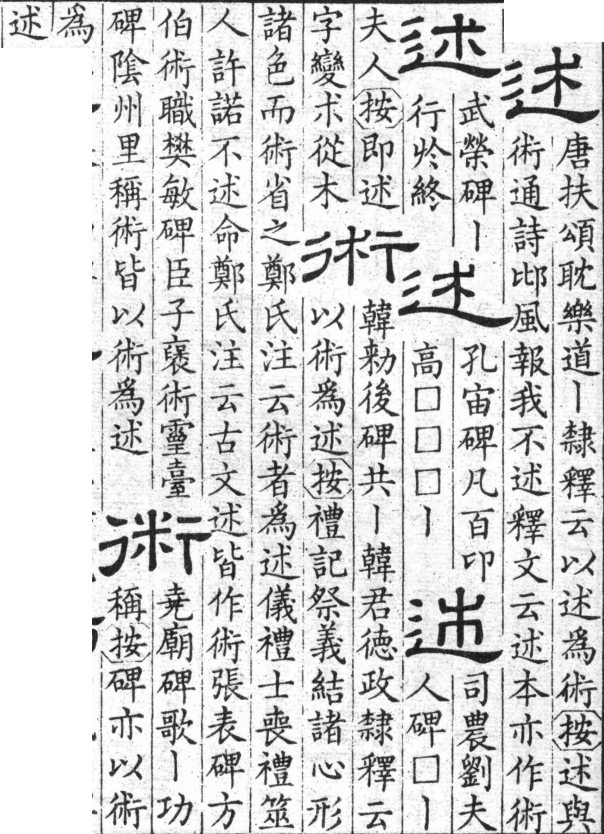 述
唐扶頌耽樂道丨隸釋云以述為術按述與
術通詩邶風報我不述釋文云述本亦作術
述
武榮碑丨
行於終
述
孔宙碑凡百卬
高□□□丨
述
司農劉夫
人碑□丨
夫人按即述
字變朮從木
術
韓勑後碑共丨韓君德政隸釋云
以術為述按禮記祭義結諸心形
諸色而術省之鄭氏注云術者為述儀禮士喪禮筮
人許諾不述命鄭氏注云古文述皆作術張表碑方
伯術職樊敏碑臣子褒術靈臺
碑陰州里稱術皆以術為述
術
堯廟碑歌丨功
稱按碑亦以術
為
述